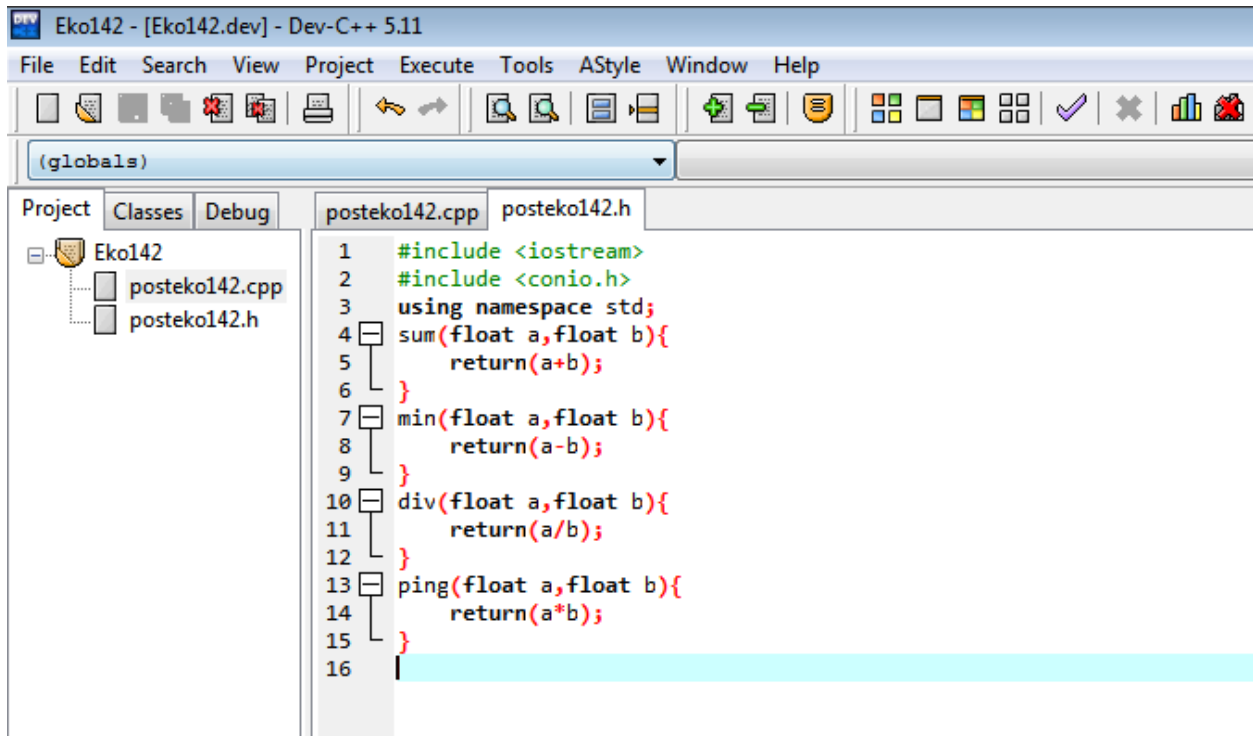 Eko142 - [Eko142.dev] - Dev-C++ 5.11
File Edit Search View Project Execute Tools AStyle Window Help
(globals)
Project Classes Debug
posteko142.cpp posteko142.h
Eko142
posteko142.cpp
posteko142.h
1 #include <iostream>
2 #include <conio.h>
3 using namespace std;
4 sum(float a,float b){
5 return(a+b);
6 }
7 min(float a,float b){
8 return(a-b);
9 }
10 div(float a,float b){
11 return(a/b);
12 }
13 ping(float a,float b){
14 return(a*b);
15 }
16